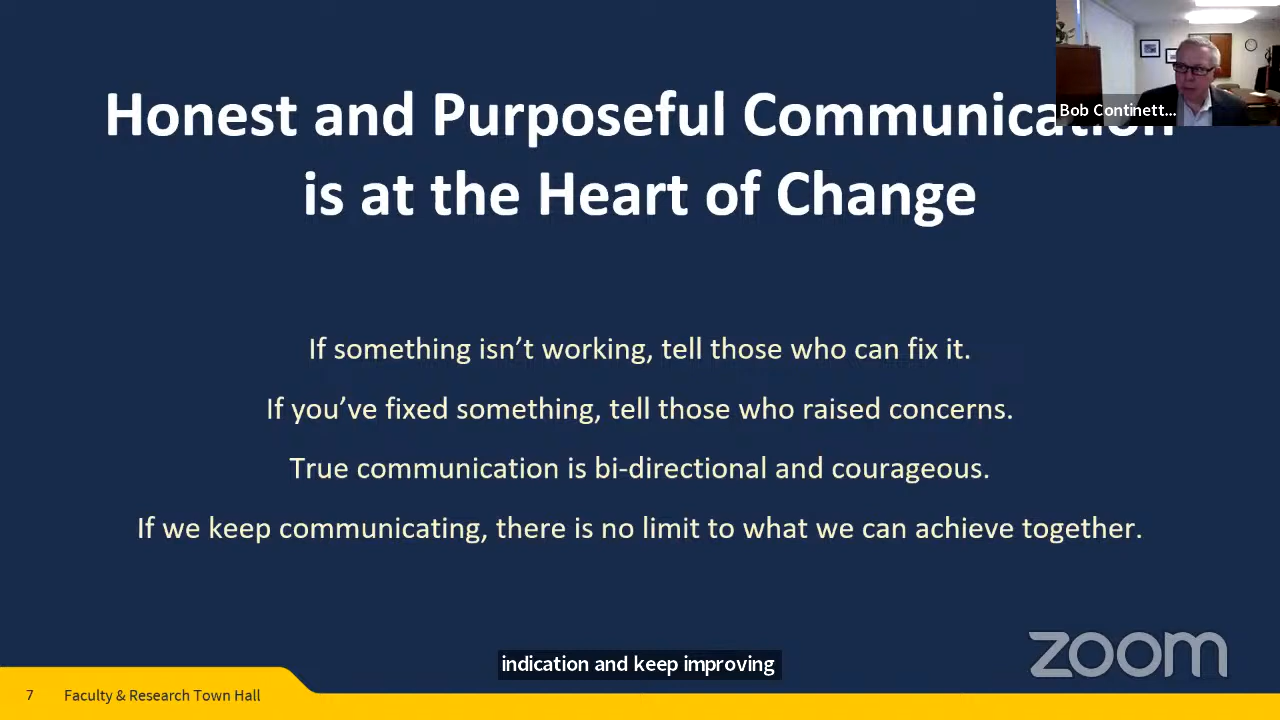 Honest and Purposeful Communication
is at the Heart of Change
Bob Continett...
If something isn’t working, tell those who can fix it.
If you’ve fixed something, tell those who raised concerns.
True communication is bi-directional and courageous.
If we keep communicating, there is no limit to what we can achieve together.
zoom
indication and keep improving
7 Faculty & Research Town Hall